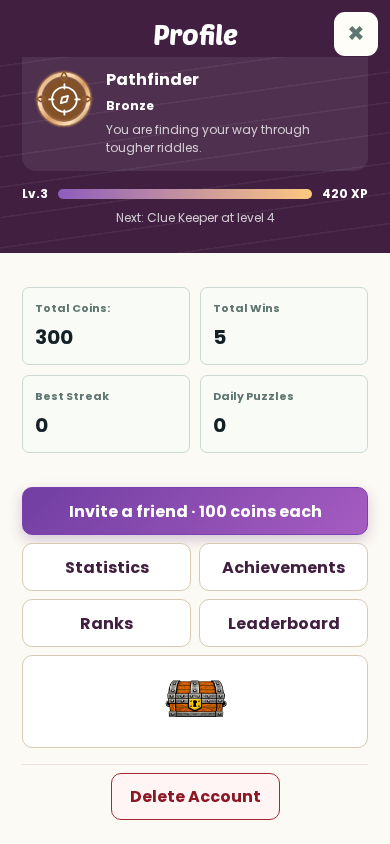 Profile
✖
Pathfinder
Bronze
You are finding your way through
tougher riddles.
Lv.3
420 XP
Next: Clue Keeper at level 4
Total Coins:
Total Wins
300
5
Best Streak
Daily Puzzles
0
0
Invite a friend · 100 coins each
Statistics
Achievements
Ranks
Leaderboard
Delete Account